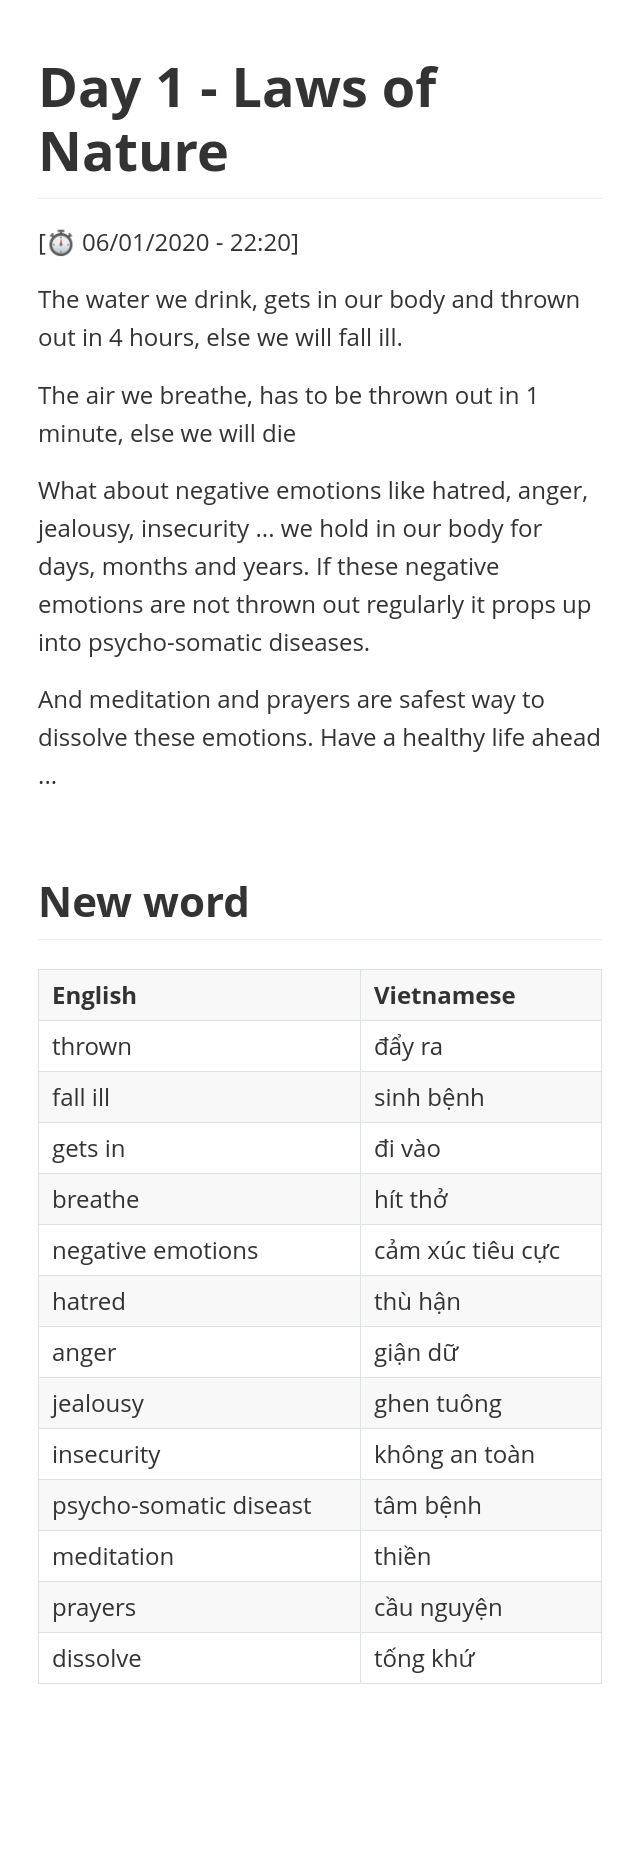 Day 1 - Laws of
Nature
[⏱ 06/01/2020 - 22:20]
The water we drink, gets in our body and thrown
out in 4 hours, else we will fall ill.
The air we breathe, has to be thrown out in 1
minute, else we will die
What about negative emotions like hatred, anger,
jealousy, insecurity ... we hold in our body for
days, months and years. If these negative
emotions are not thrown out regularly it props up
into psycho-somatic diseases.
And meditation and prayers are safest way to
dissolve these emotions. Have a healthy life ahead
...
New word
English Vietnamese
thrown đẩy ra
fall ill sinh bệnh
gets in đi vào
breathe hít thở
negative emotions cảm xúc tiêu cực
hatred thù hận
anger giận dữ
jealousy ghen tuông
insecurity không an toàn
psycho-somatic diseast tâm bệnh
meditation thiền
prayers cầu nguyện
dissolve tống khứ